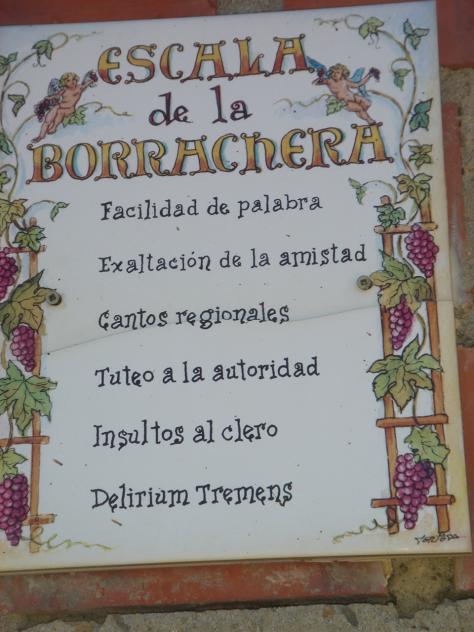 ESCALA
de la
BORRACHERA
Facilidad de palabra
Exaltación de la amistad
Cantos regionales
Tuteo a la autoridad
Insultos al clero
Delirium Tremens